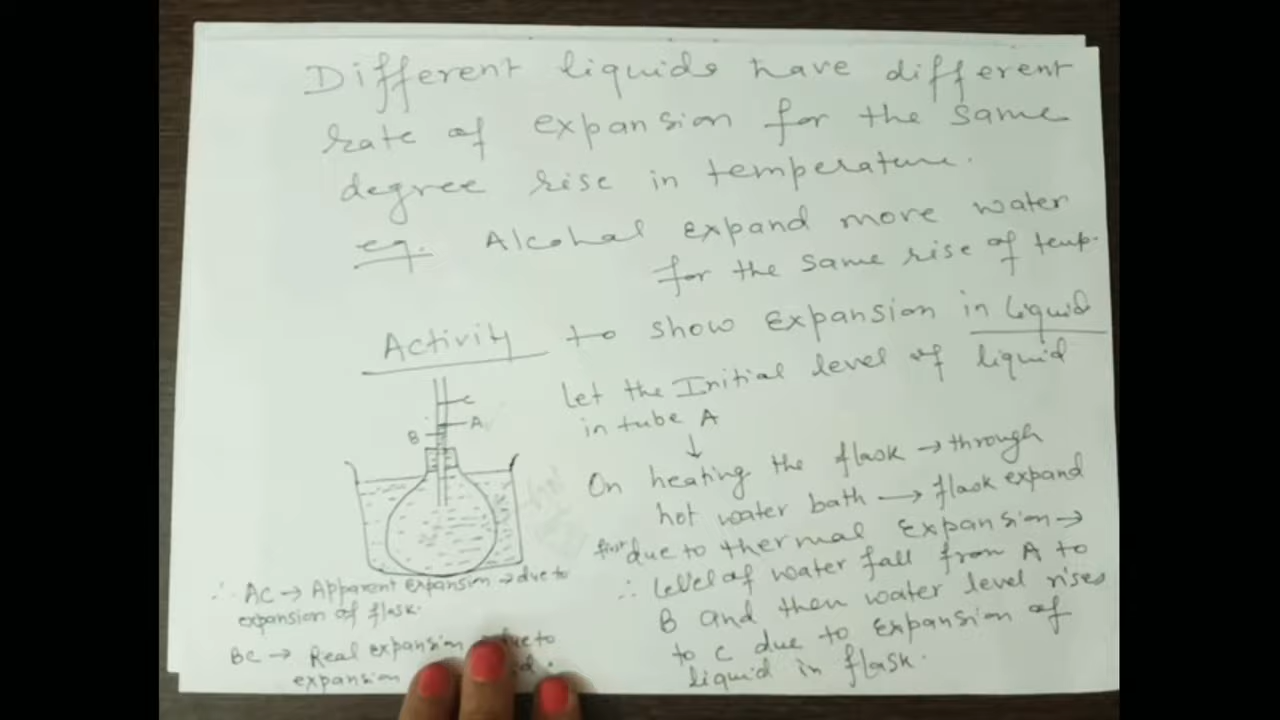 Different liquids have different
rate of expansion for the same
degree rise in temperature.
eg. Alcohal expand more water
for the same rise of temp.
Activity to show expansion in liquid
C
A
B
Let the Initial level of liquid
in tube A
↓
On heating the flask → through
hot water bath → flask expand
first due to thermal expansion →
∴ level of water fall from A to
B and then water level rises
to C due to expansion of
liquid in flask.
∴ AC → Apparent expansion → due to
expansion of flask.
BC → Real expansion due to
expansion